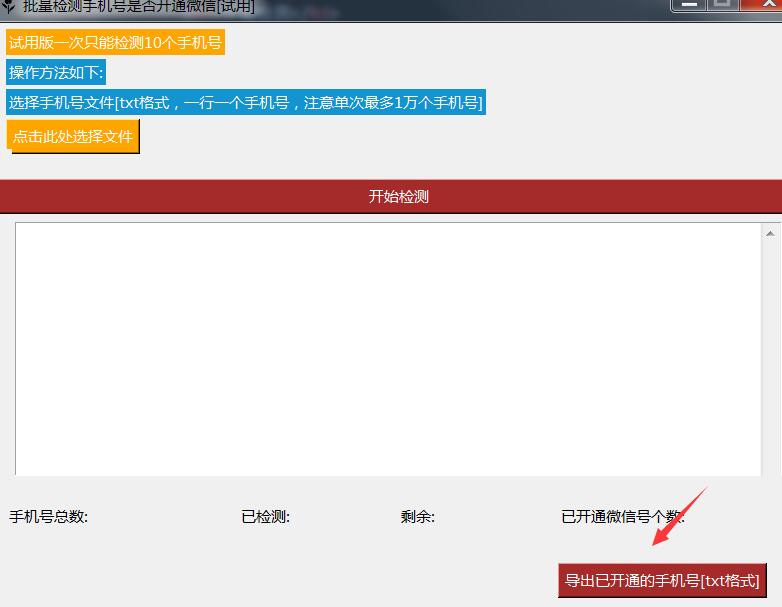 批量检测手机号是否开通微信[试用]
试用版一次只能检测10个手机号
操作方法如下:
选择手机号文件[txt格式，一行一个手机号，注意单次最多1万个手机号]
点击此处选择文件
开始检测
手机号总数: 已检测: 剩余: 已开通微信号个数:
导出已开通的手机号[txt格式]